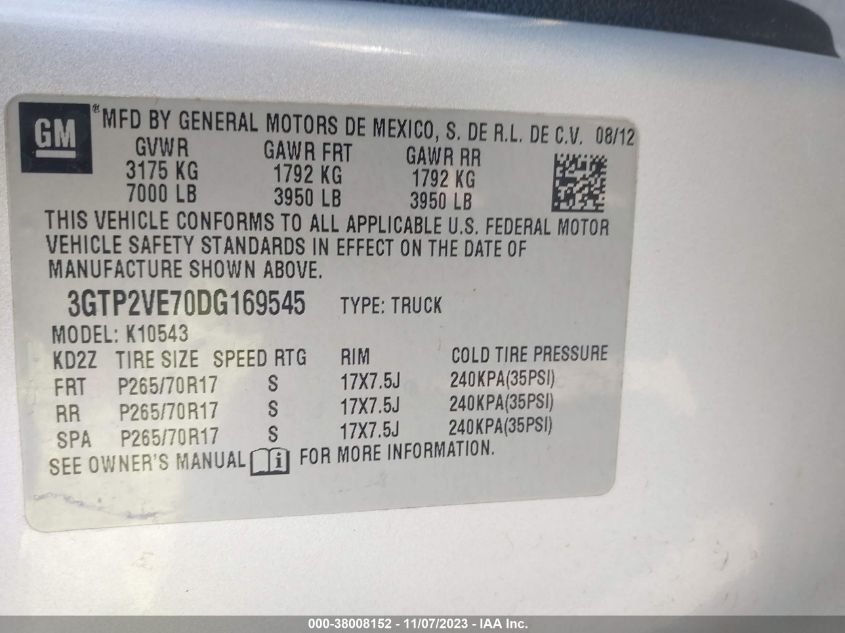 GM ® MFD BY GENERAL MOTORS DE MEXICO, S. DE R.L. DE C.V. 08/12
GVWR GAWR FRT GAWR RR
3175 KG 1792 KG 1792 KG
7000 LB 3950 LB 3950 LB
THIS VEHICLE CONFORMS TO ALL APPLICABLE U.S. FEDERAL MOTOR
VEHICLE SAFETY STANDARDS IN EFFECT ON THE DATE OF
MANUFACTURE SHOWN ABOVE.
3GTP2VE70DG169545 TYPE: TRUCK
MODEL: K10543
KD2Z TIRE SIZE SPEED RTG RIM COLD TIRE PRESSURE
FRT P265/70R17 S 17X7.5J 240KPA(35PSI)
RR P265/70R17 S 17X7.5J 240KPA(35PSI)
SPA P265/70R17 S 17X7.5J 240KPA(35PSI)
SEE OWNER'S MANUAL i FOR MORE INFORMATION.
000-38008152 - 11/07/2023 - IAA Inc.